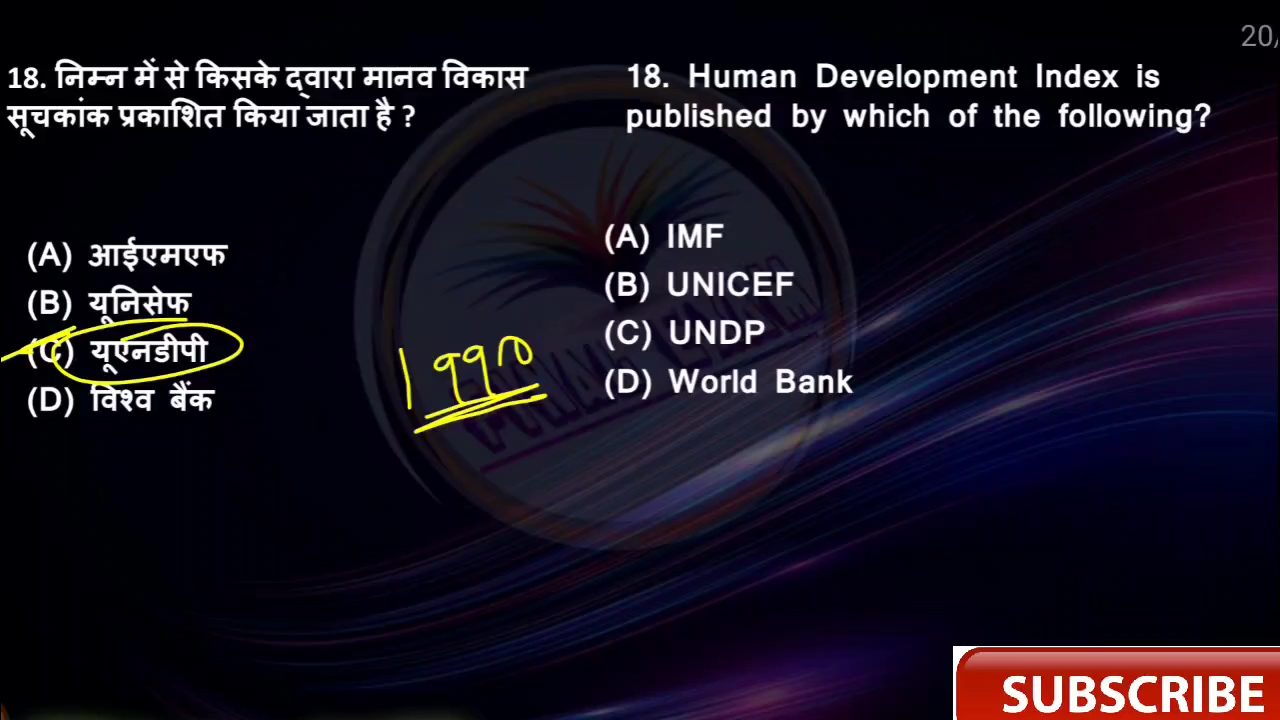 20/
18. निम्न में से किसके द्वारा मानव विकास
सूचकांक प्रकाशित किया जाता है ?
(A) आईएमएफ
(B) यूनिसेफ
(C) यूएनडीपी
(D) विश्व बैंक
1990
18. Human Development Index is
published by which of the following?
(A) IMF
(B) UNICEF
(C) UNDP
(D) World Bank
SUBSCRIBE